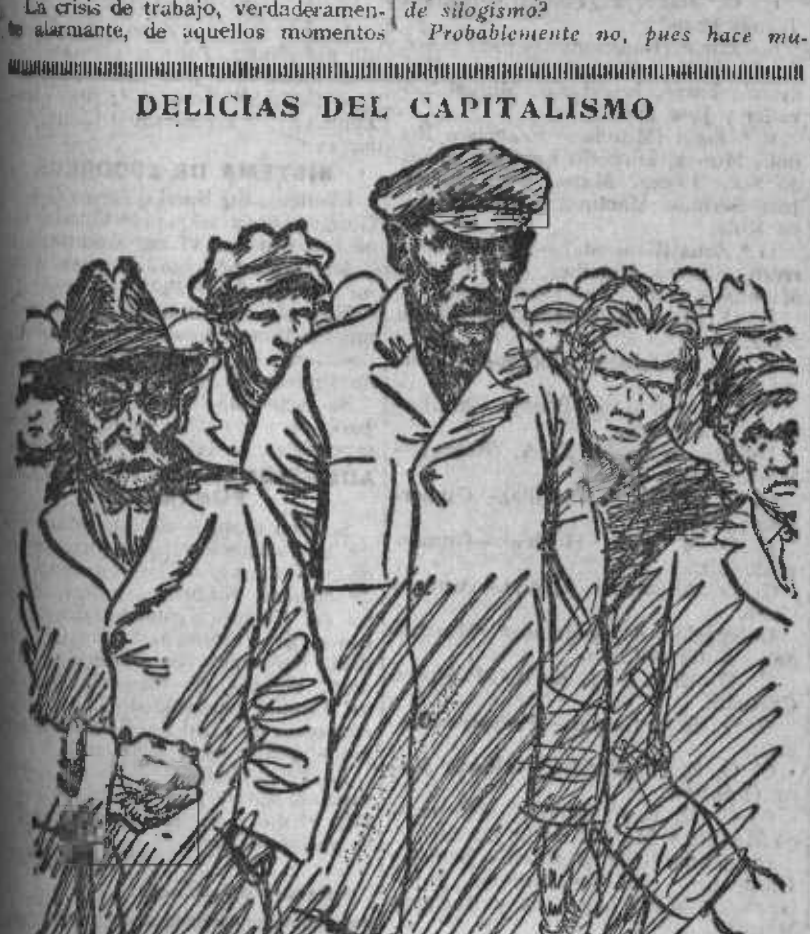 La crisis de trabajo, verdaderamen-
te alarmante, de aquellos momentos
de silogismo?
Probablemente no, pues hace mu-
DELICIAS DEL CAPITALISMO